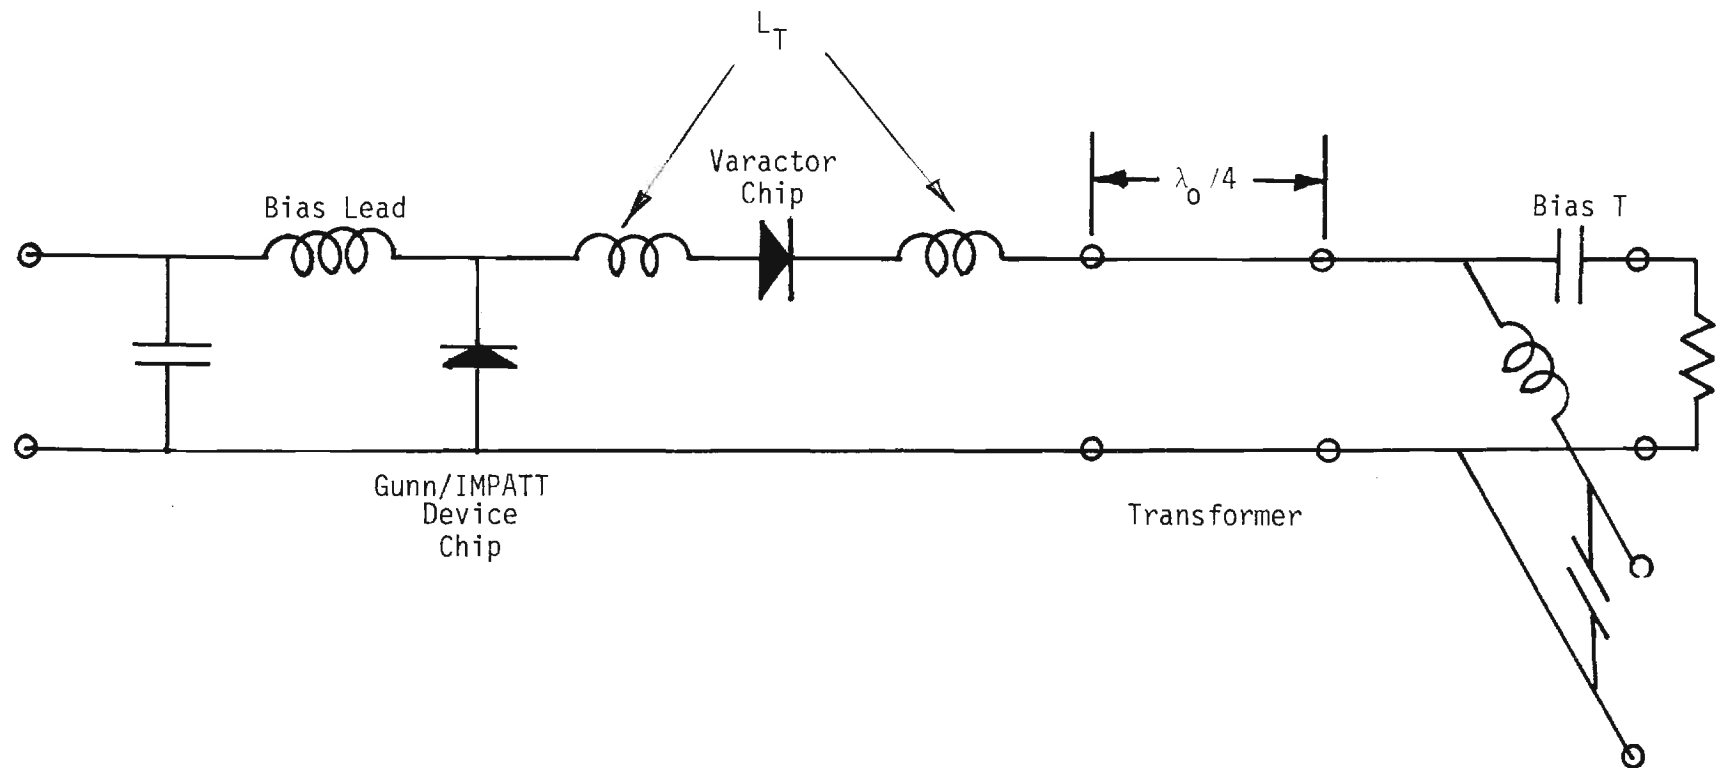 L_T
Varactor
Chip
λ_o/4
Bias Lead
Bias T
Gunn/IMPATT
Device
Chip
Transformer